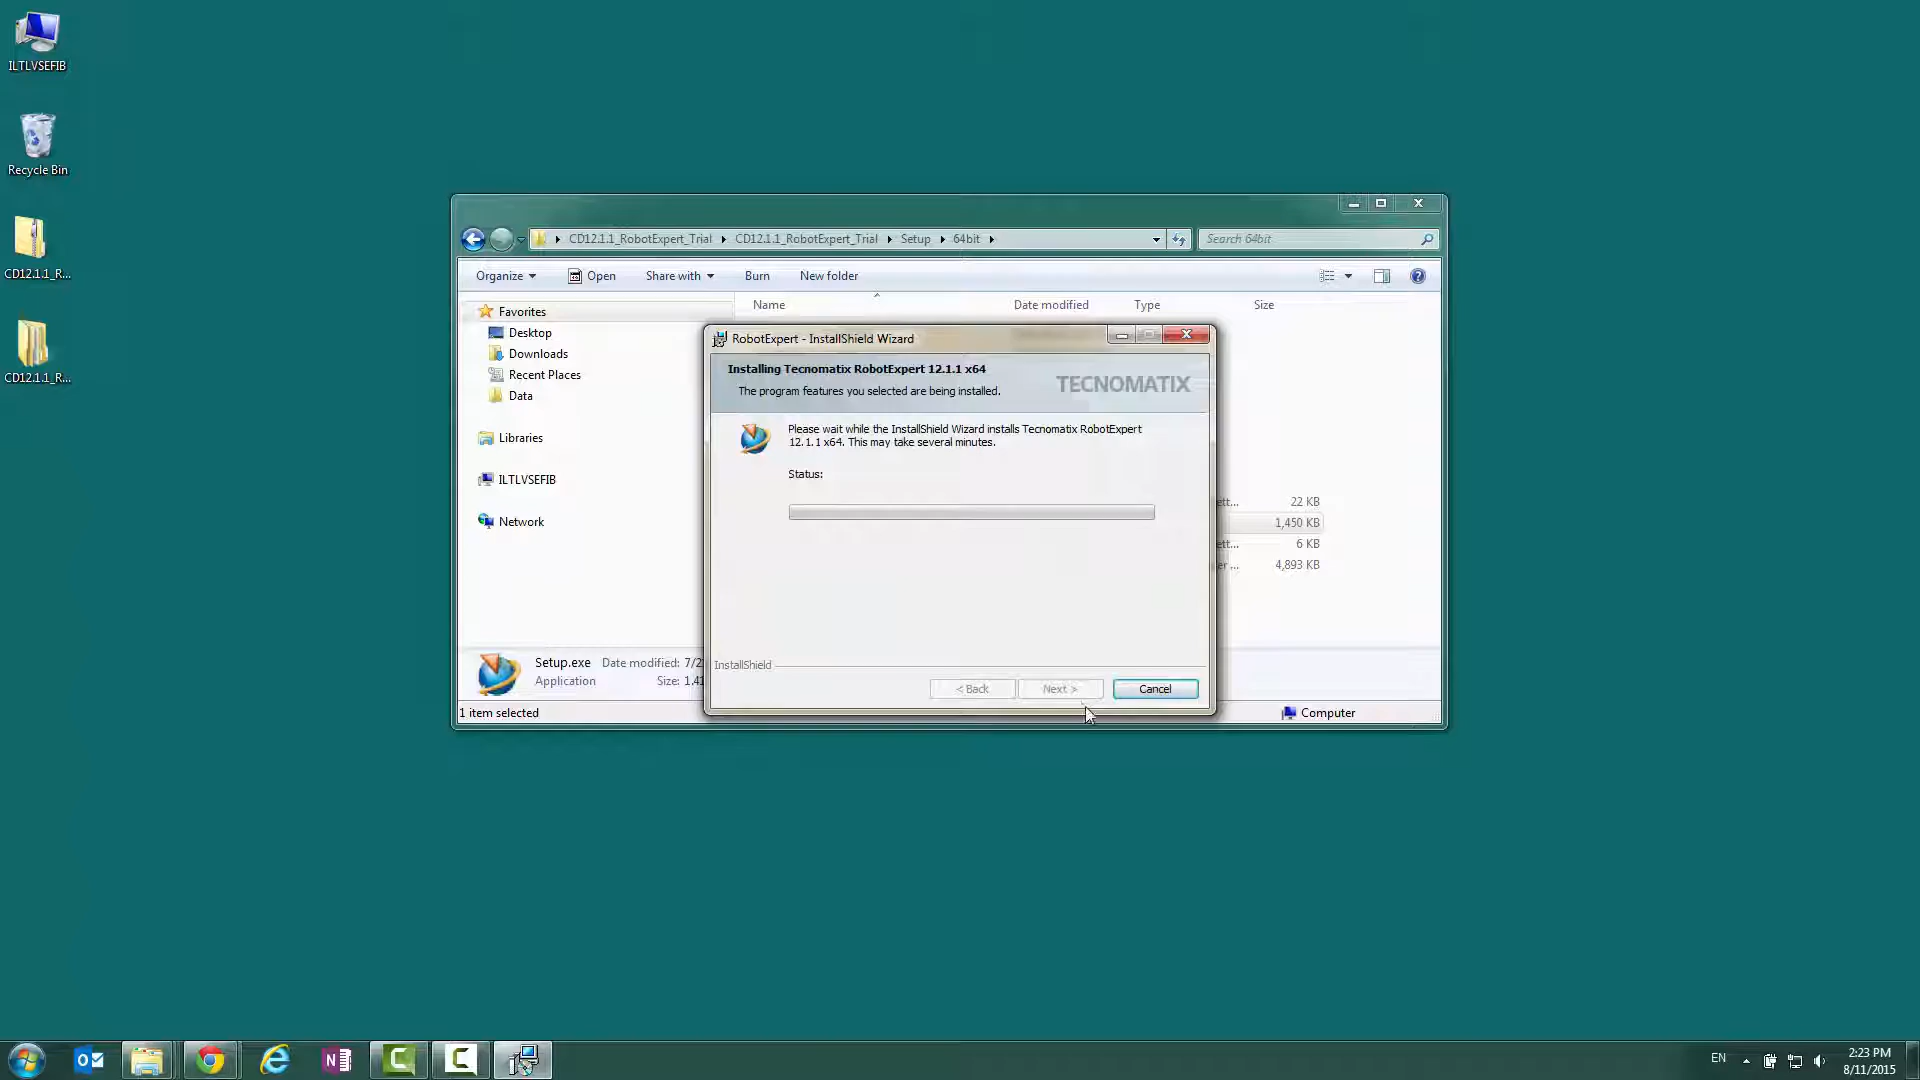 ILTLVSEFIB
Recycle Bin
CD12.1.1_R...
CD12.1.1_R...
CD12.1.1_RobotExpert_Trial
CD12.1.1_RobotExpert_Trial
Setup
64bit
Search 64bit
Organize
Open
Share with
Burn
New folder
Favorites
Desktop
Downloads
Recent Places
Data
Libraries
ILTLVSEFIB
Network
Name
Date modified
Type
Size
RobotExpert - InstallShield Wizard
Installing Tecnomatix RobotExpert 12.1.1 x64
The program features you selected are being installed.
TECNOMATIX
Please wait while the InstallShield Wizard installs Tecnomatix RobotExpert
12.1.1 x64. This may take several minutes.
Status:
InstallShield
< Back
Next >
Cancel
ett...
22 KB
1,450 KB
ett...
6 KB
er ...
4,893 KB
Setup.exe
Date modified: 7/2
Application
Size: 1.41
1 item selected
Computer
EN
2:23 PM
8/11/2015